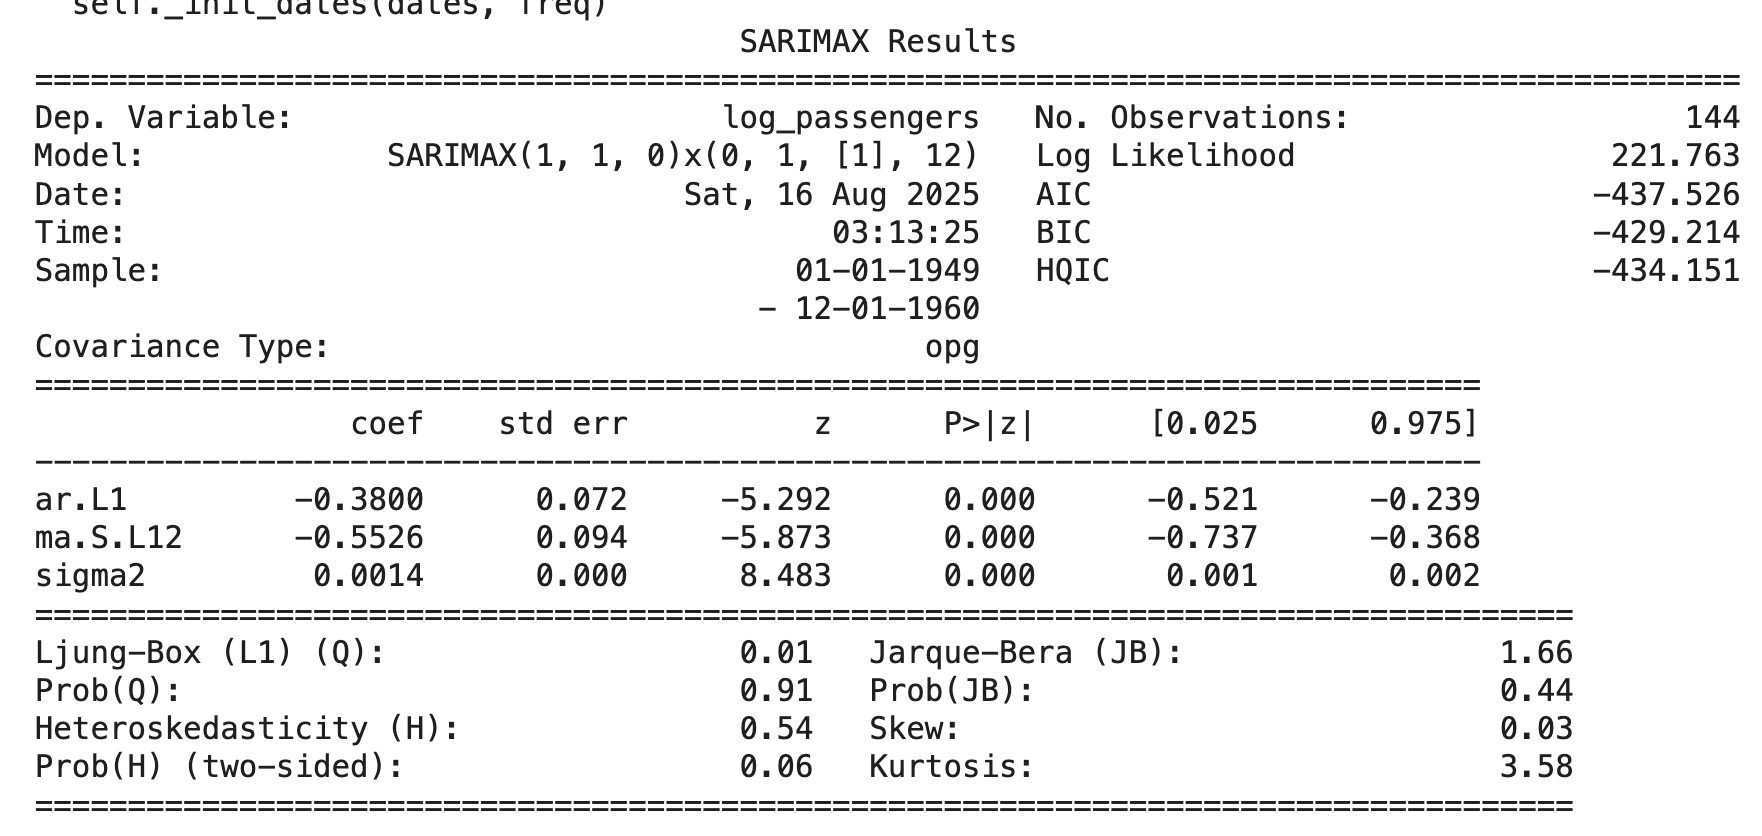 self._init_dates(dates, freq)
SARIMAX Results
==============================================================================================
Dep. Variable: log_passengers No. Observations: 144
Model: SARIMAX(1, 1, 0)x(0, 1, [1], 12) Log Likelihood 221.763
Date: Sat, 16 Aug 2025 AIC -437.526
Time: 03:13:25 BIC -429.214
Sample: 01-01-1949 HQIC -434.151
- 12-01-1960
Covariance Type: opg
==============================================================================
coef std err z P>|z| [0.025 0.975]
------------------------------------------------------------------------------
ar.L1 -0.3800 0.072 -5.292 0.000 -0.521 -0.239
ma.S.L12 -0.5526 0.094 -5.873 0.000 -0.737 -0.368
sigma2 0.0014 0.000 8.483 0.000 0.001 0.002
===================================================================================
Ljung-Box (L1) (Q): 0.01 Jarque-Bera (JB): 1.66
Prob(Q): 0.91 Prob(JB): 0.44
Heteroskedasticity (H): 0.54 Skew: 0.03
Prob(H) (two-sided): 0.06 Kurtosis: 3.58
===================================================================================